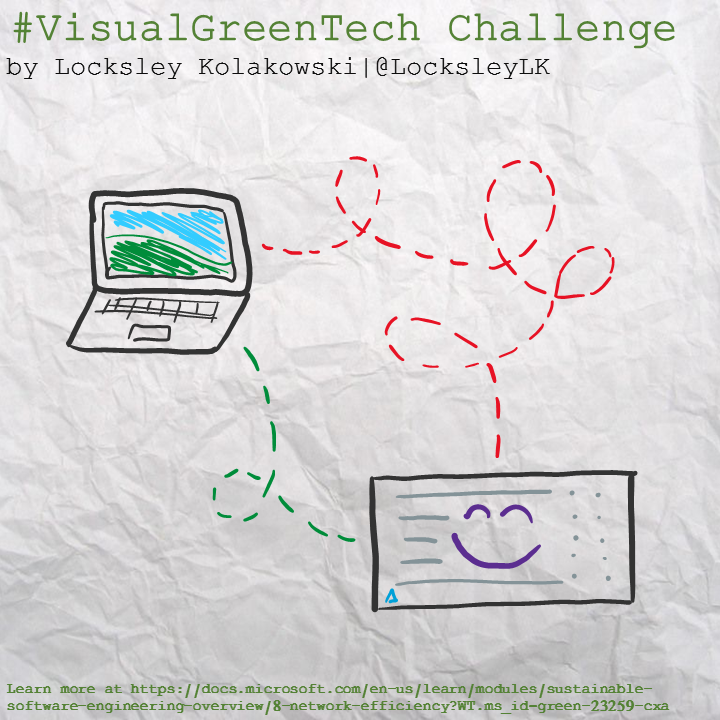 #VisualGreenTech Challenge
by Locksley Kolakowski|@LocksleyLK
Learn more at https://docs.microsoft.com/en-us/learn/modules/sustainable-
software-engineering-overview/8-network-efficiency?WT.ms_id=green-23259-cxa